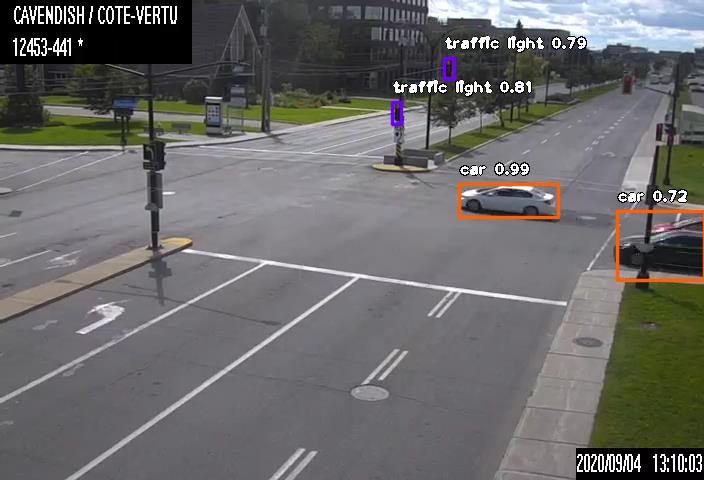 CAVENDISH / COTE-VERTU
12453-441 *
traffic light 0.79
traffic light 0.81
car 0.99
car 0.72
2020/09/04 13:10:03